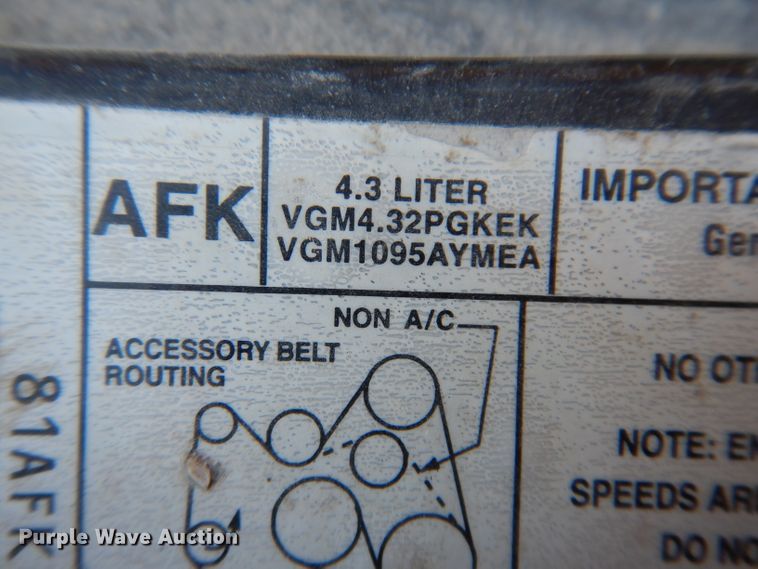 AFK
4.3 LITER
VGM4.32PGKEK
VGM1095AYMEA
IMPORTA
Gen
NON A/C
ACCESSORY BELT
ROUTING
NO OT
NOTE: E
SPEEDS AR
DO NO
81AFK
Purple Wave Auction